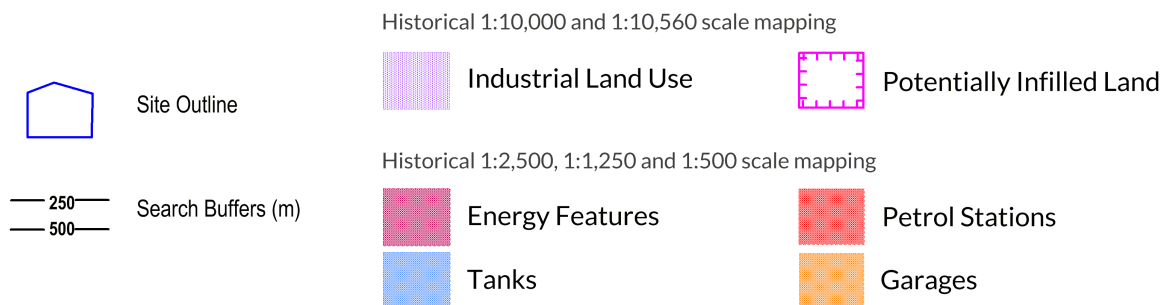 Historical 1:10,000 and 1:10,560 scale mapping
Industrial Land Use
Potentially Infilled Land
Site Outline
Historical 1:2,500, 1:1,250 and 1:500 scale mapping
250
500
Search Buffers (m)
Energy Features
Petrol Stations
Tanks
Garages